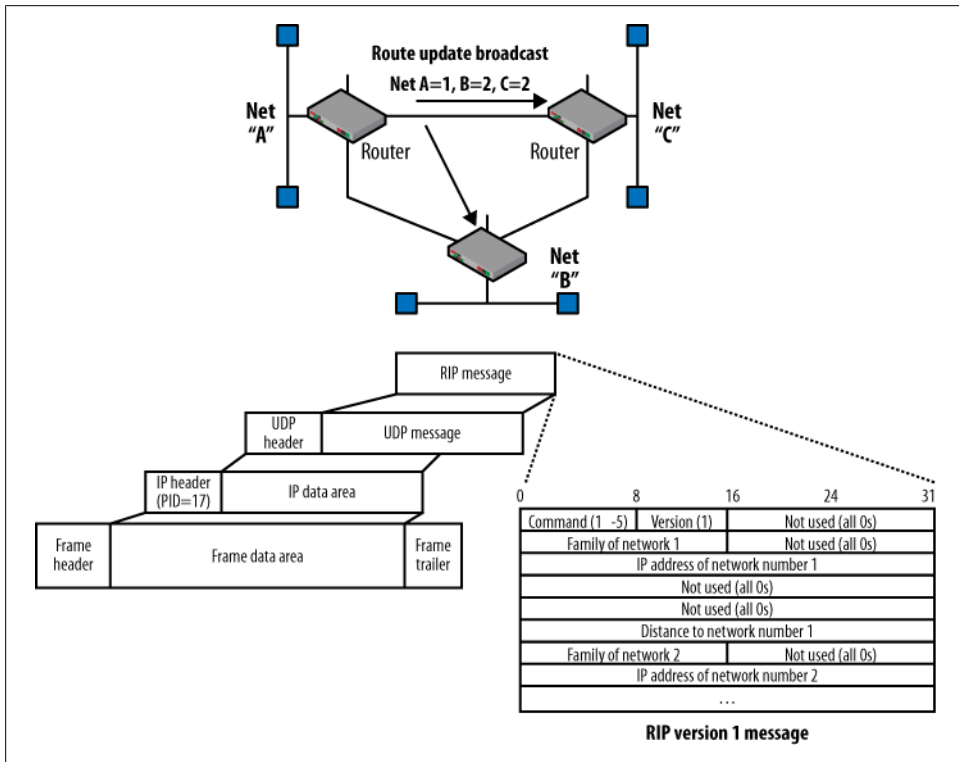 Route update broadcast
Net A=1, B=2, C=2
Net
“A”
Router
Router
Net
“C”
Net
“B”
RIP message
UDP
header
UDP message
IP header
(PID=17)
IP data area
Frame
header
Frame data area
Frame
trailer
0 8 16 24 31
Command (1 -5) Version (1) Not used (all 0s)
Family of network 1 Not used (all 0s)
IP address of network number 1
Not used (all 0s)
Not used (all 0s)
Distance to network number 1
Family of network 2 Not used (all 0s)
IP address of network number 2
...
RIP version 1 message